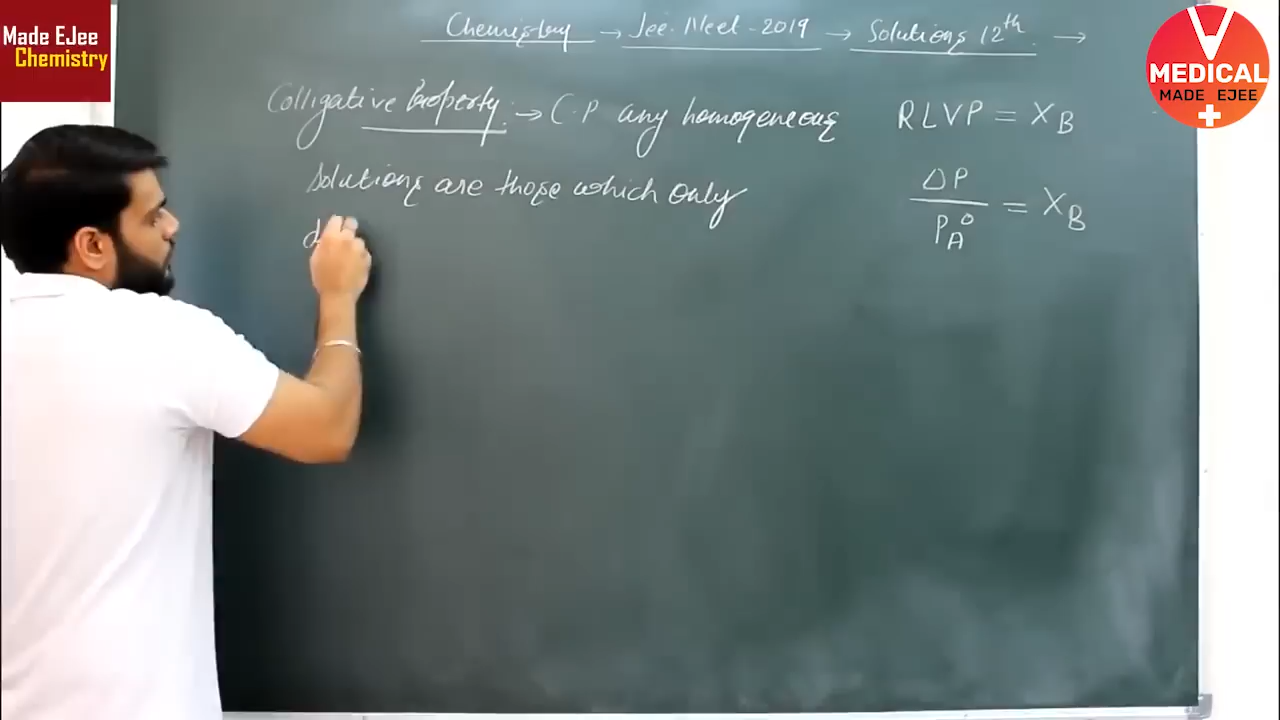 Made EJee
Chemistry
Chemistry → Jee. Neet - 2019 → Solutions 12th →
V
MEDICAL
MADE EJEE
Colligative Property : → C.P any homogeneous
Solutions are those which only
d
RLVP = XB
ΔP / PA° = XB